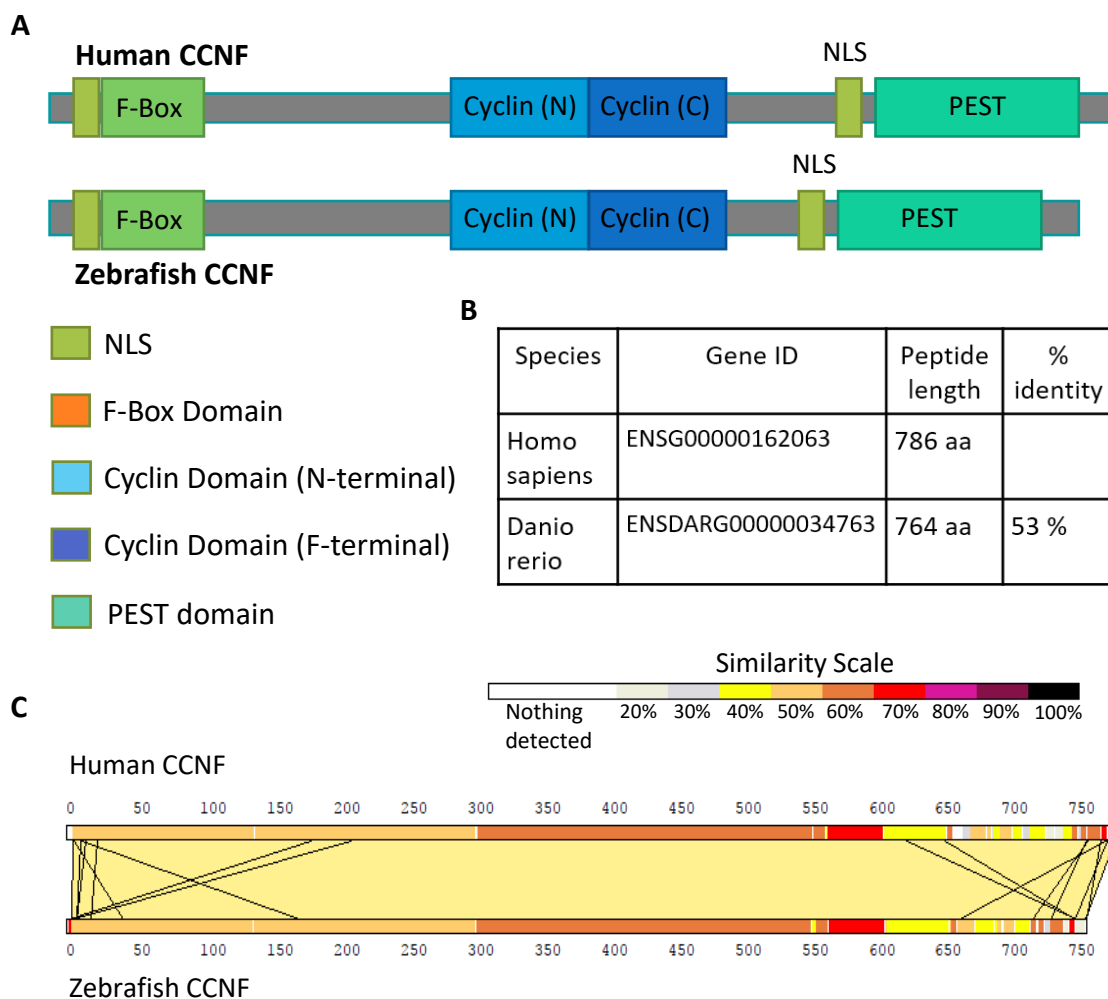 A
Human CCNF
NLS
F-Box
Cyclin (N)
Cyclin (C)
PEST
NLS
F-Box
Cyclin (N)
Cyclin (C)
PEST
Zebrafish CCNF
NLS
F-Box Domain
Cyclin Domain (N-terminal)
Cyclin Domain (F-terminal)
PEST domain
B
Species Gene ID Peptide length % identity
Homo sapiens ENSG00000162063 786 aa
Danio rerio ENSDARG00000034763 764 aa 53 %
Similarity Scale
Nothing detected 20% 30% 40% 50% 60% 70% 80% 90% 100%
C
Human CCNF
0 50 100 150 200 250 300 350 400 450 500 550 600 650 700 750
0 50 100 150 200 250 300 350 400 450 500 550 600 650 700 750
Zebrafish CCNF